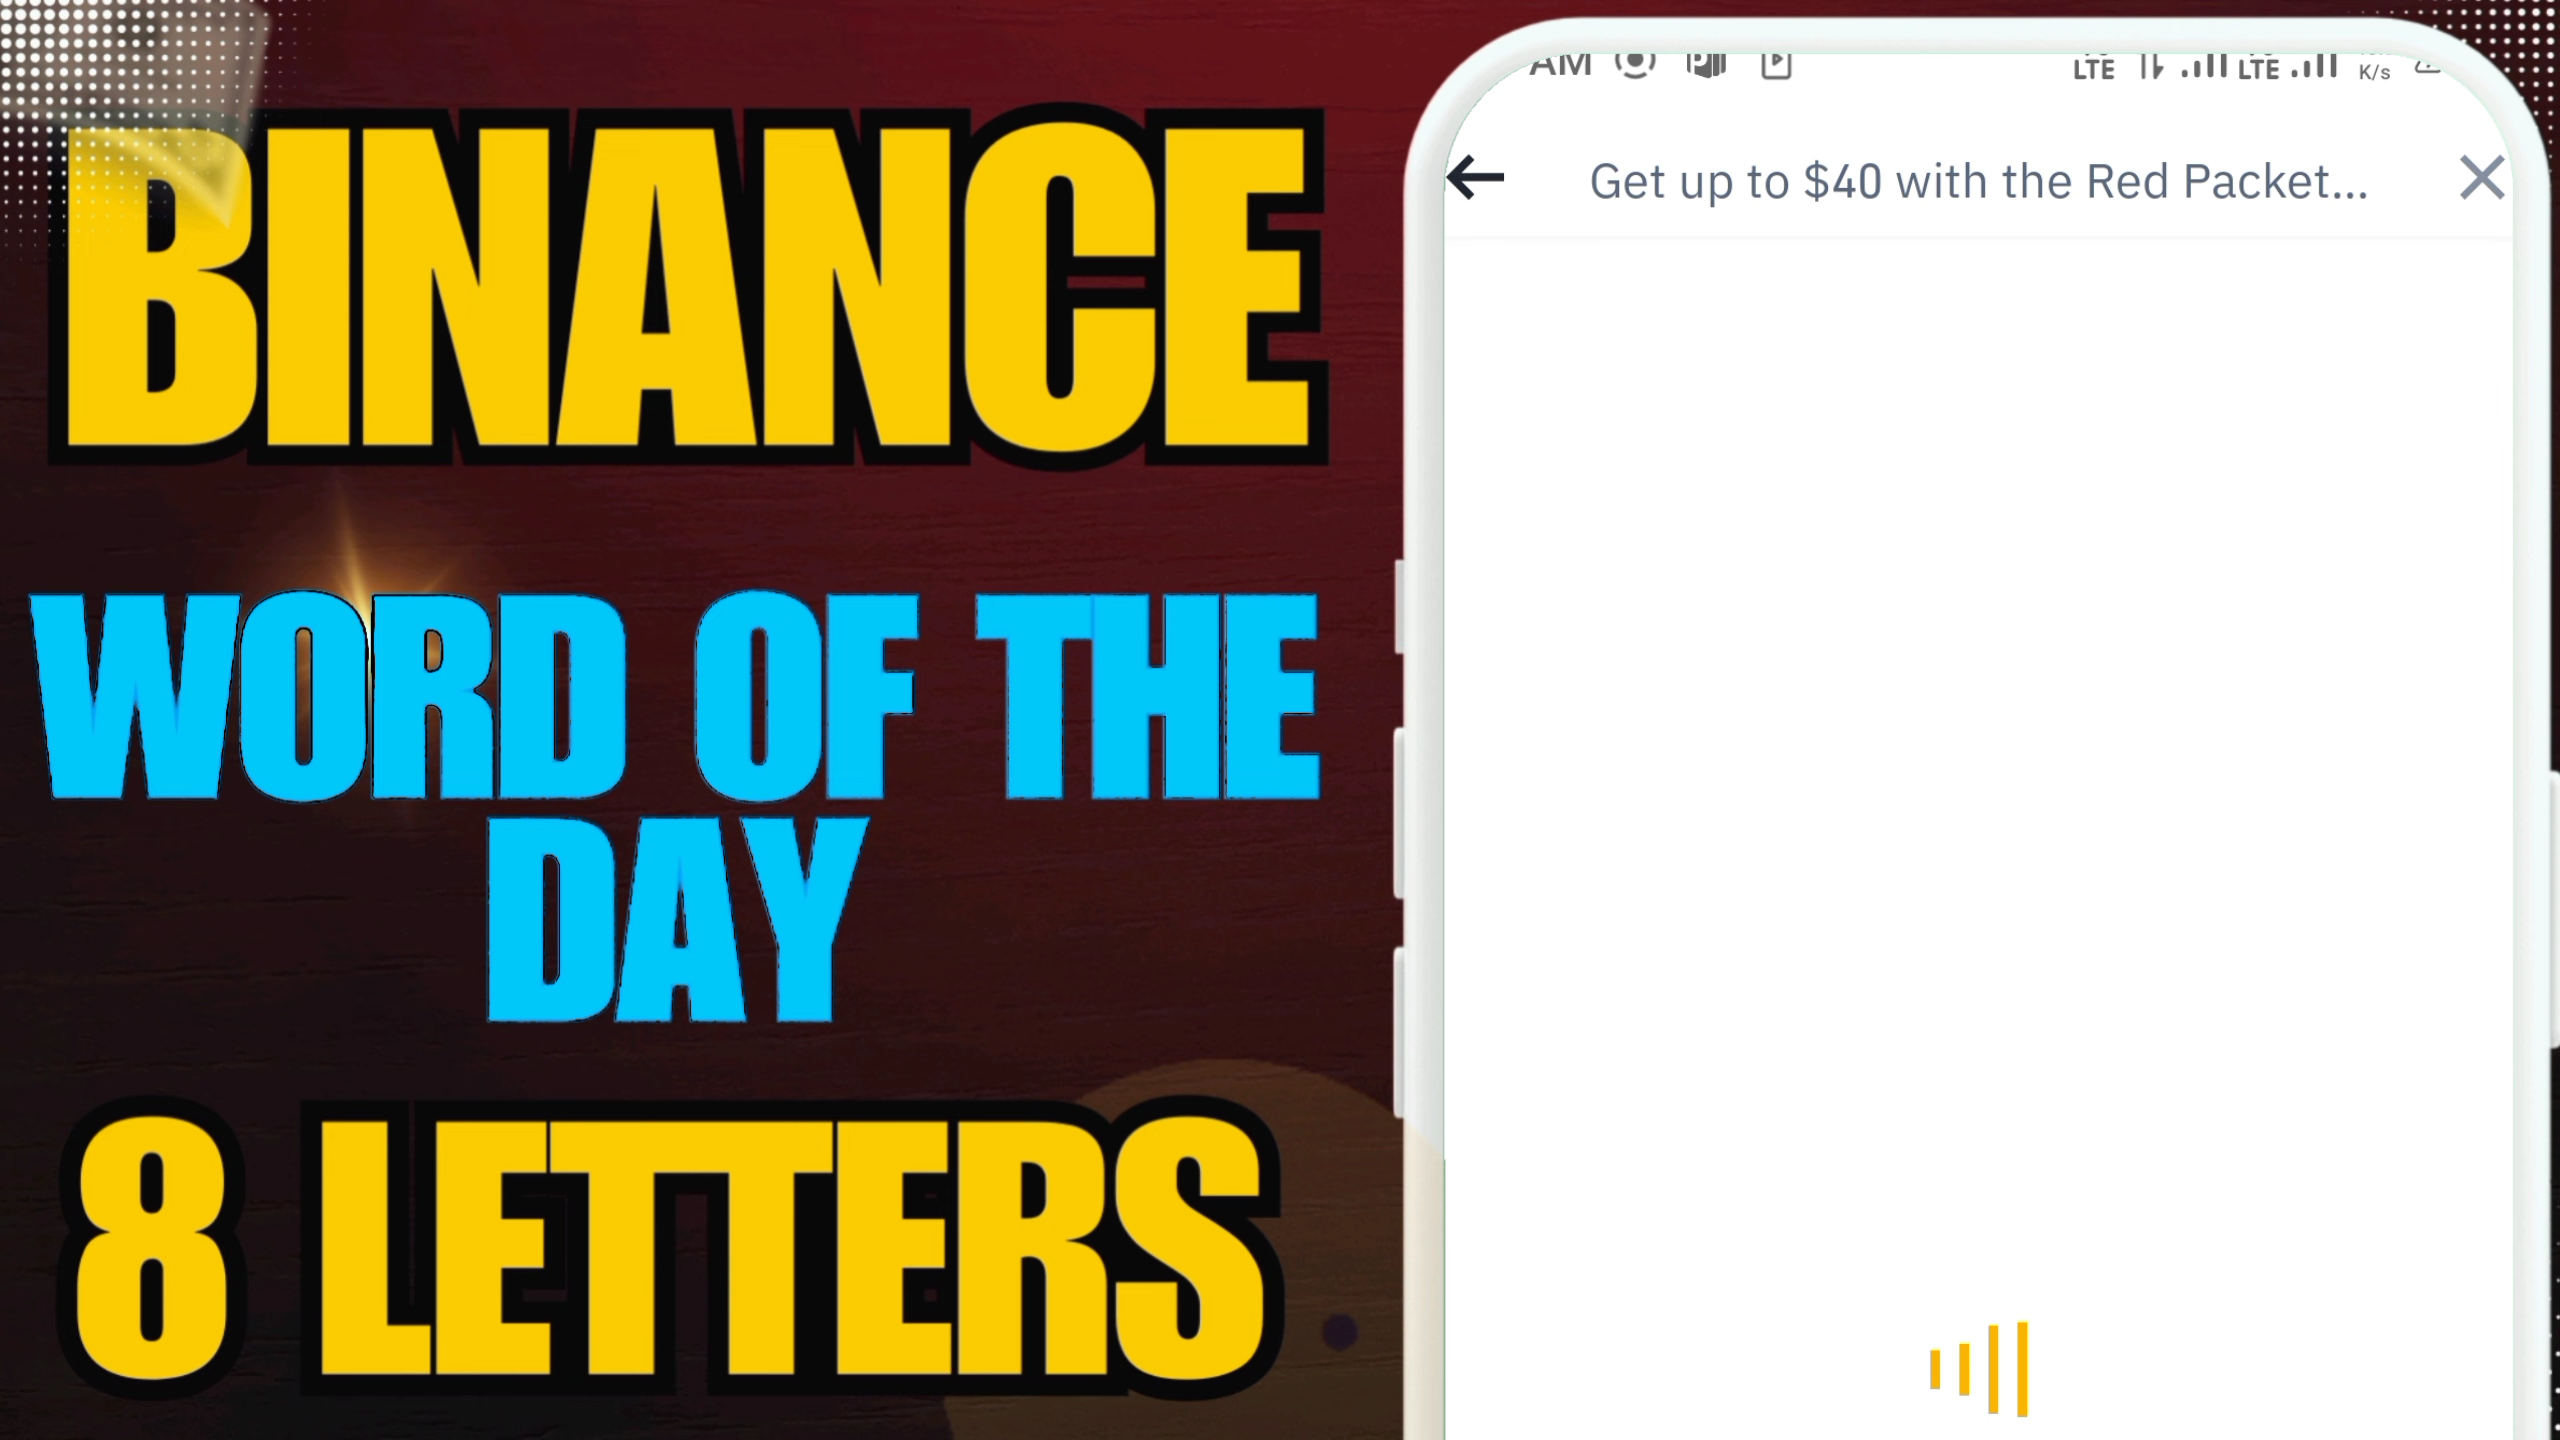 BINANCE
WORD OF THE
DAY
8 LETTERS
AM
LTE LTE K/s
Get up to $40 with the Red Packet...